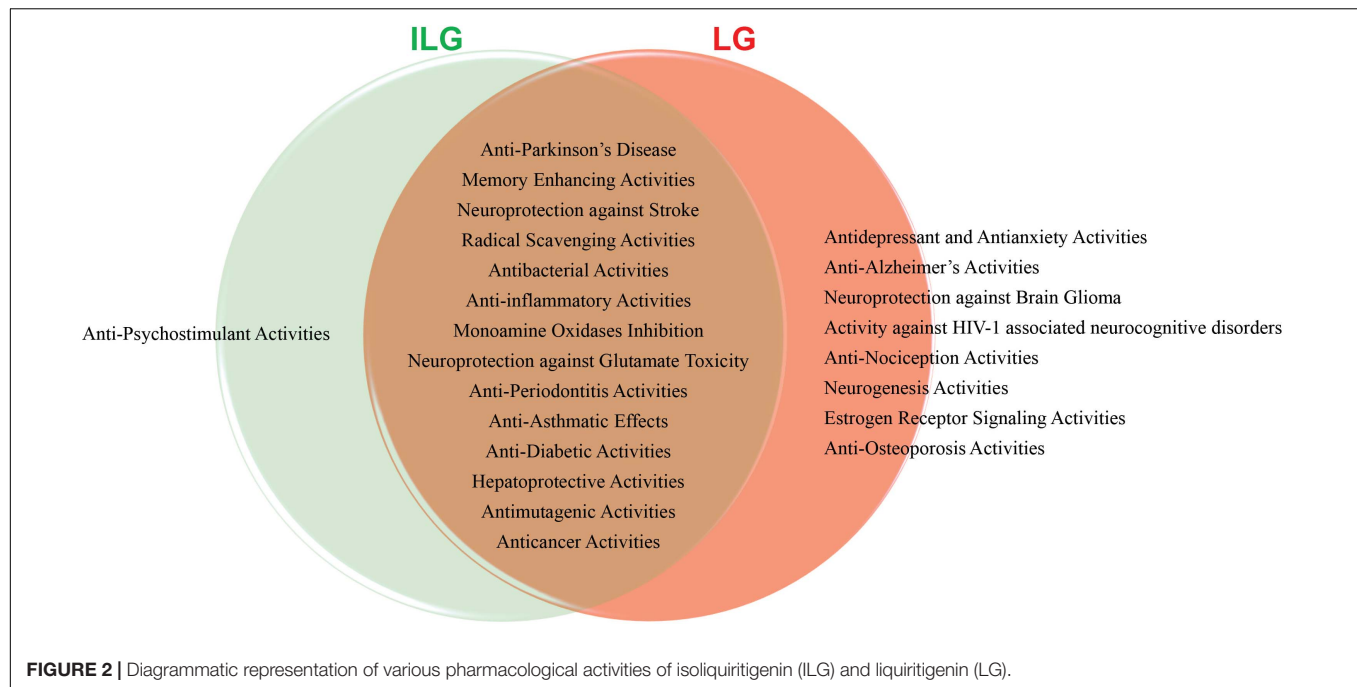 ILG
LG
Anti-Parkinson’s Disease
Memory Enhancing Activities
Neuroprotection against Stroke
Radical Scavenging Activities
Antibacterial Activities
Anti-inflammatory Activities
Monoamine Oxidases Inhibition
Neuroprotection against Glutamate Toxicity
Anti-Periodontitis Activities
Anti-Asthmatic Effects
Anti-Diabetic Activities
Hepatoprotective Activities
Antimutagenic Activities
Anticancer Activities
Anti-Psychostimulant Activities
Antidepressant and Antianxiety Activities
Anti-Alzheimer’s Activities
Neuroprotection against Brain Glioma
Activity against HIV-1 associated neurocognitive disorders
Anti-Nociception Activities
Neurogenesis Activities
Estrogen Receptor Signaling Activities
Anti-Osteoporosis Activities
FIGURE 2 | Diagrammatic representation of various pharmacological activities of isoliquiritigenin (ILG) and liquiritigenin (LG).